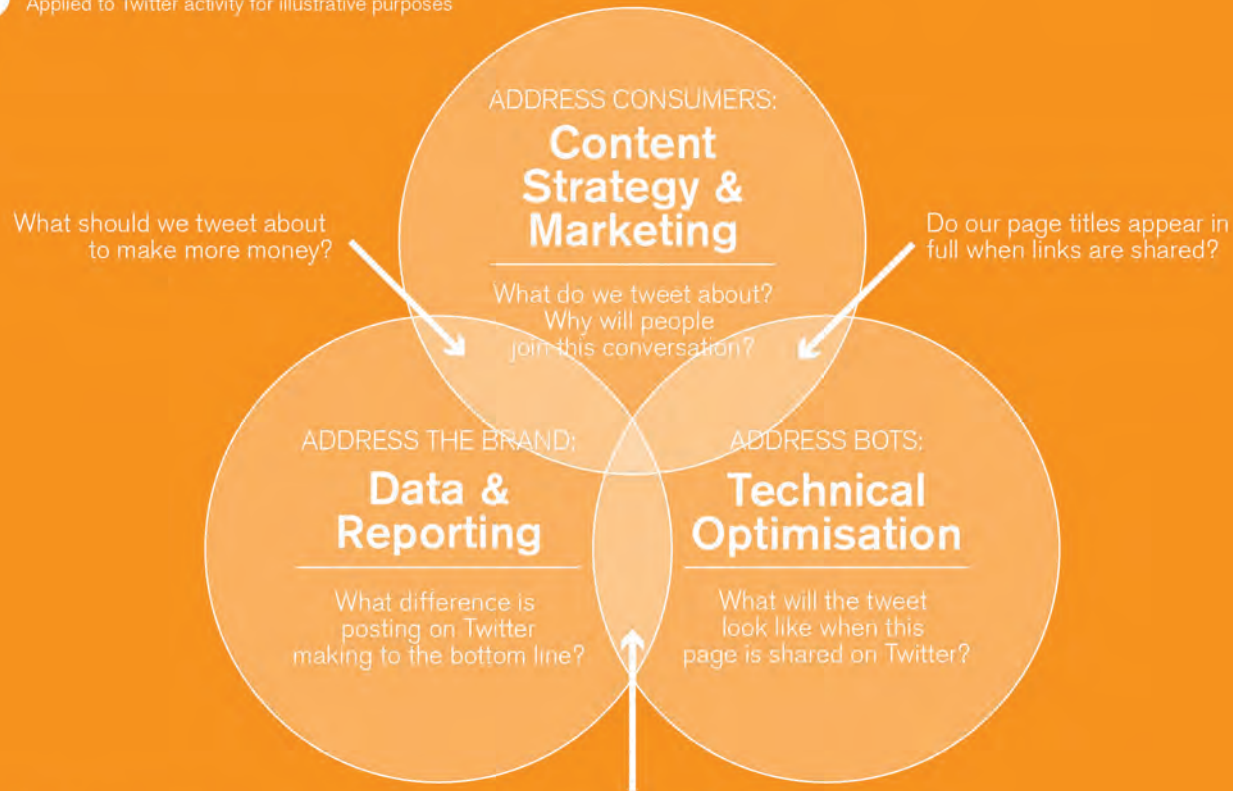 Applied to Twitter activity for illustrative purposes
ADDRESS CONSUMERS:
Content
Strategy &
Marketing
What do we tweet about?
Why will people
join this conversation?
What should we tweet about
to make more money?
Do our page titles appear in
full when links are shared?
ADDRESS THE BRAND:
Data &
Reporting
What difference is
posting on Twitter
making to the bottom line?
ADDRESS BOTS:
Technical
Optimisation
What will the tweet
look like when this
page is shared on Twitter?